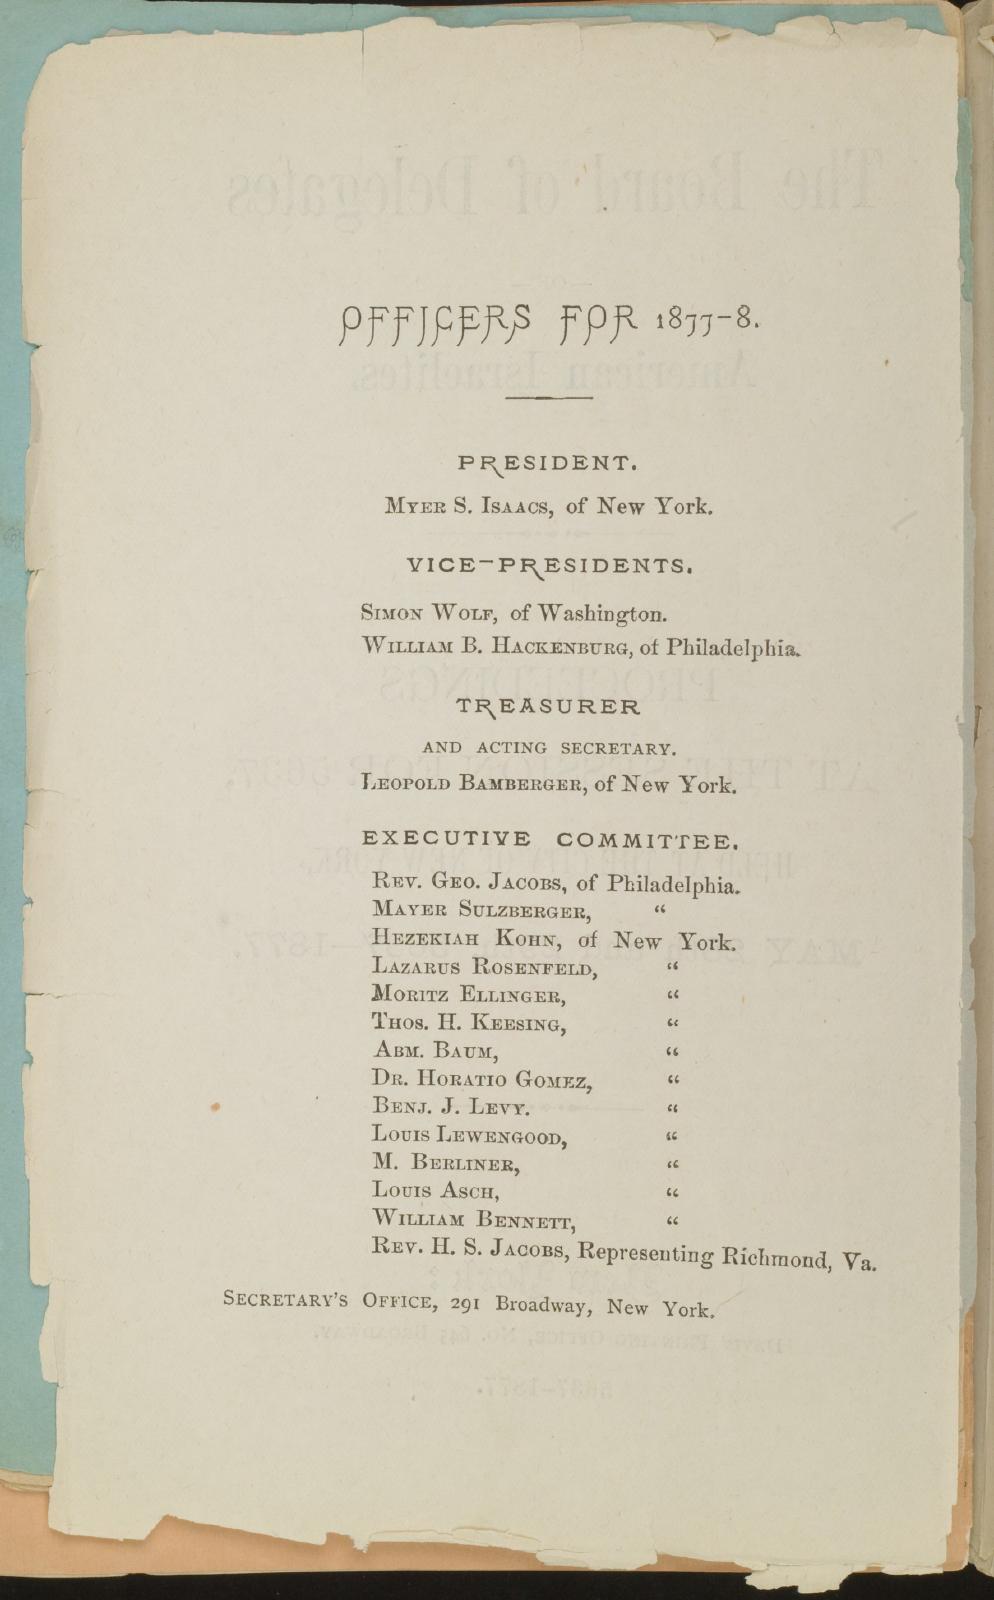 OFFICERS FOR 1877-8.
PRESIDENT.
MYER S. ISAACS, of New York.
VICE-PRESIDENTS.
SIMON WOLF, of Washington.
WILLIAM B. HACKENBURG, of Philadelphia.
TREASURER
AND ACTING SECRETARY.
LEOPOLD BAMBERGER, of New York.
EXECUTIVE COMMITTEE.
REV. GEO. JACOBS, of Philadelphia.
MAYER SULZBERGER, “
HEZEKIAH KOHN, of New York.
LAZARUS ROSENFELD, “
MORITZ ELLINGER, “
THOS. H. KEESING, “
ABM. BAUM, “
DR. HORATIO GOMEZ, “
BENJ. J. LEVY. “
LOUIS LEWENGOOD, “
M. BERLINER, “
LOUIS ASCH, “
WILLIAM BENNETT, “
REV. H. S. JACOBS, Representing Richmond, Va.
SECRETARY'S OFFICE, 291 Broadway, New York.